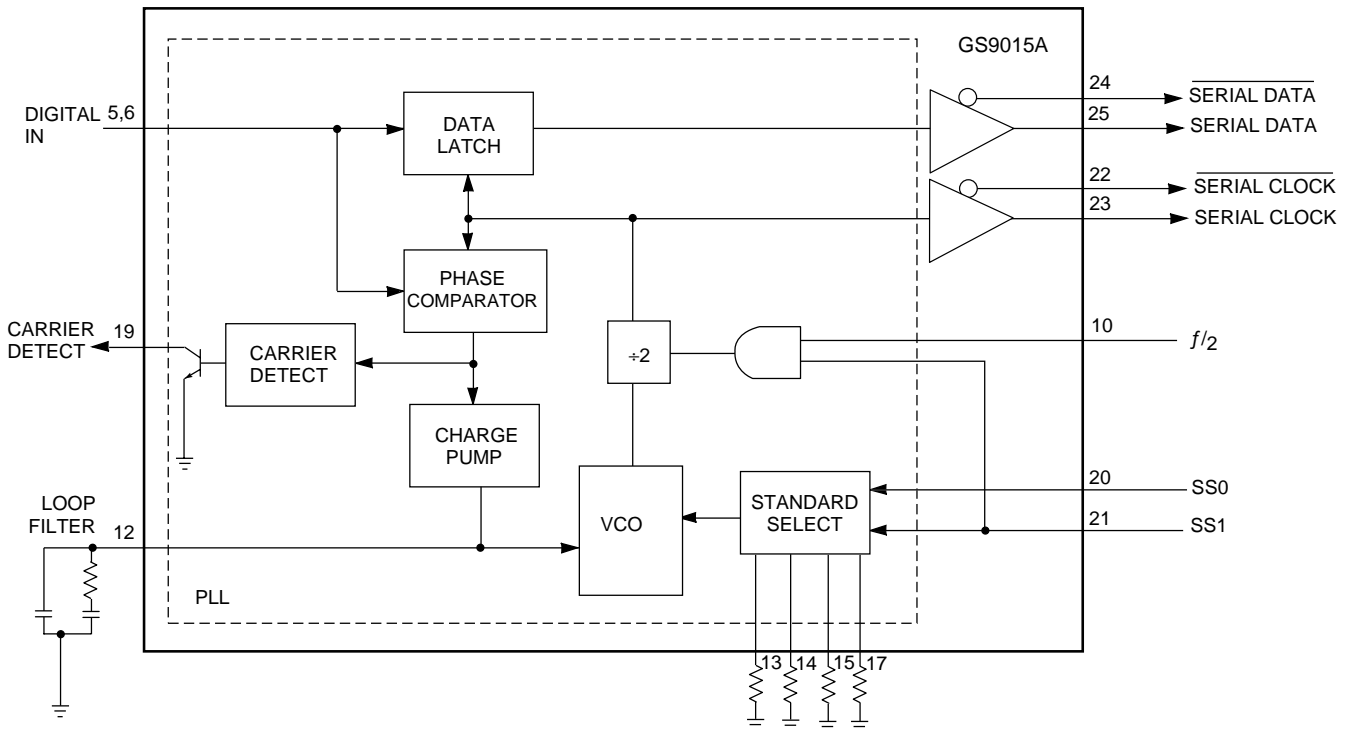 GS9015A
24
SERIAL DATA
DIGITAL
IN
5,6
DATA
LATCH
25
SERIAL DATA
22
SERIAL CLOCK
23
SERIAL CLOCK
PHASE
COMPARATOR
CARRIER
DETECT
19
CARRIER
DETECT
÷2
10
ƒ/2
CHARGE
PUMP
LOOP
FILTER
12
VCO
STANDARD
SELECT
20
SS0
21
SS1
PLL
13
14
15
17